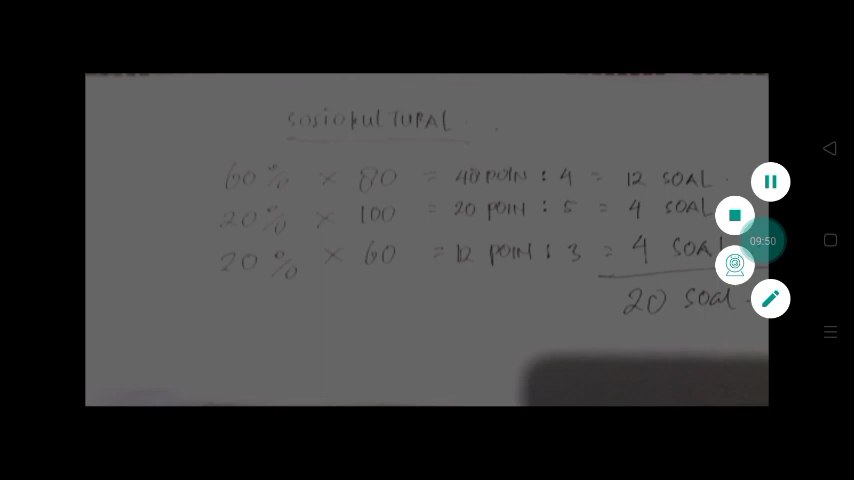 SOSIOKULTURAL
60% × 80 = 48 POIN : 4 = 12 SOAL
20% × 100 = 20 POIN : 5 = 4 SOAL
20% × 60 = 12 POIN : 3 = 4 SOAL
20 SOAL
09:50